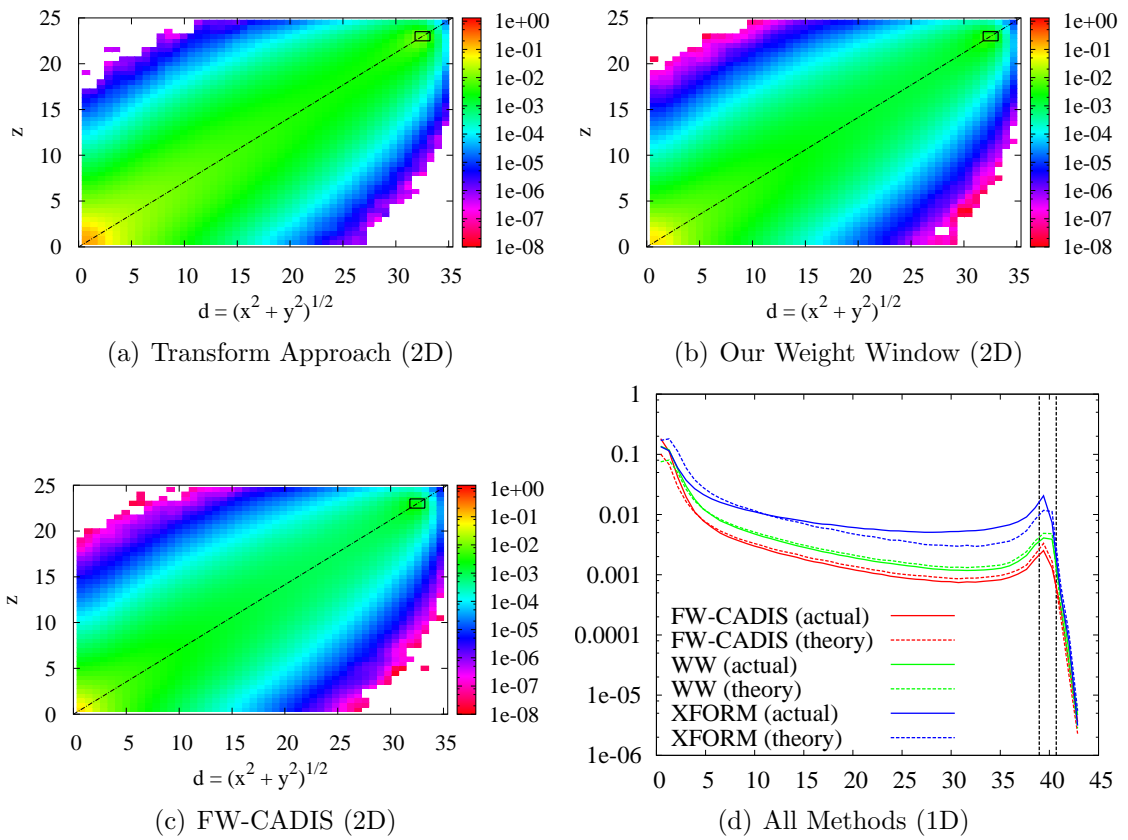 25
20
15
10
5
0
z
0 5 10 15 20 25 30 35
d = (x² + y²)^1/2
1e+00
1e-01
1e-02
1e-03
1e-04
1e-05
1e-06
1e-07
1e-08
(a) Transform Approach (2D)
25
20
15
10
5
0
z
0 5 10 15 20 25 30 35
d = (x² + y²)^1/2
1e+00
1e-01
1e-02
1e-03
1e-04
1e-05
1e-06
1e-07
1e-08
(b) Our Weight Window (2D)
25
20
15
10
5
0
z
0 5 10 15 20 25 30 35
d = (x² + y²)^1/2
1e+00
1e-01
1e-02
1e-03
1e-04
1e-05
1e-06
1e-07
1e-08
(c) FW-CADIS (2D)
1
0.1
0.01
0.001
0.0001
1e-05
1e-06
FW-CADIS (actual)
FW-CADIS (theory)
WW (actual)
WW (theory)
XFORM (actual)
XFORM (theory)
0 5 10 15 20 25 30 35 40 45
(d) All Methods (1D)